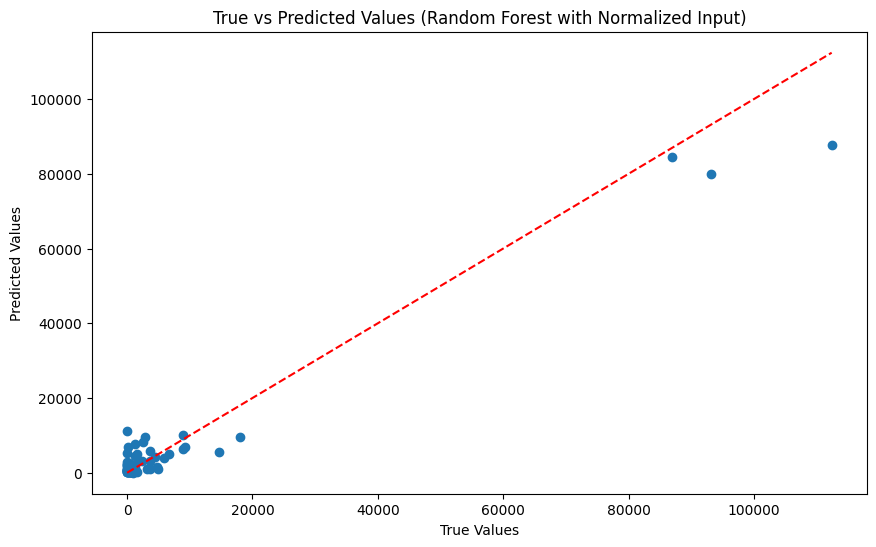 True vs Predicted Values (Random Forest with Normalized Input)
Predicted Values
100000
80000
60000
40000
20000
0
0 20000 40000 60000 80000 100000
True Values